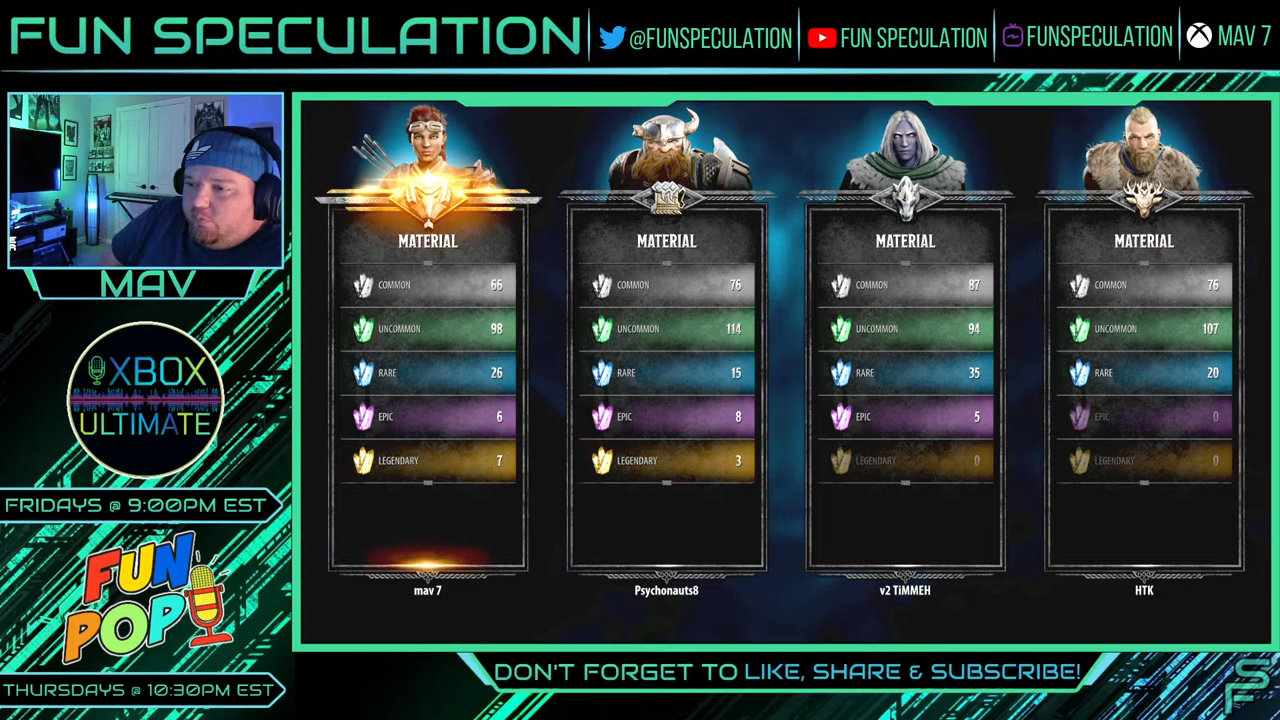 FUN SPECULATION
@FUNSPECULATION
FUN SPECULATION
FUNSPECULATION
MAV 7
MAV
XBOX
ULTIMATE
FRIDAYS @ 9:00PM EST
FUN
POP
THURSDAYS @ 10:30PM EST
MATERIAL
COMMON 66
UNCOMMON 98
RARE 26
EPIC 6
LEGENDARY 7
mav 7
MATERIAL
COMMON 76
UNCOMMON 114
RARE 15
EPIC 8
LEGENDARY 3
Psychonauts8
MATERIAL
COMMON 87
UNCOMMON 94
RARE 35
EPIC 5
LEGENDARY 0
v2 TiMMEH
MATERIAL
COMMON 76
UNCOMMON 107
RARE 20
EPIC 0
LEGENDARY 0
HTK
DON'T FORGET TO LIKE, SHARE & SUBSCRIBE!
SF